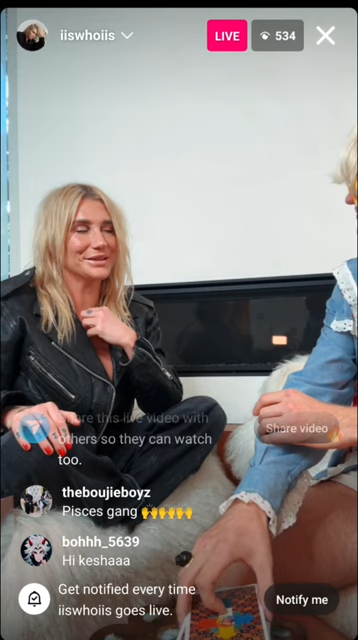 iiswhoiis
LIVE
534
Share this live video with
others so they can watch
too.
Share video
theboujieboyz
Pisces gang 🙌🙌🙌🙌🙌
bohhh_5639
Hi keshaaa
Get notified every time
iiswhoiis goes live.
Notify me